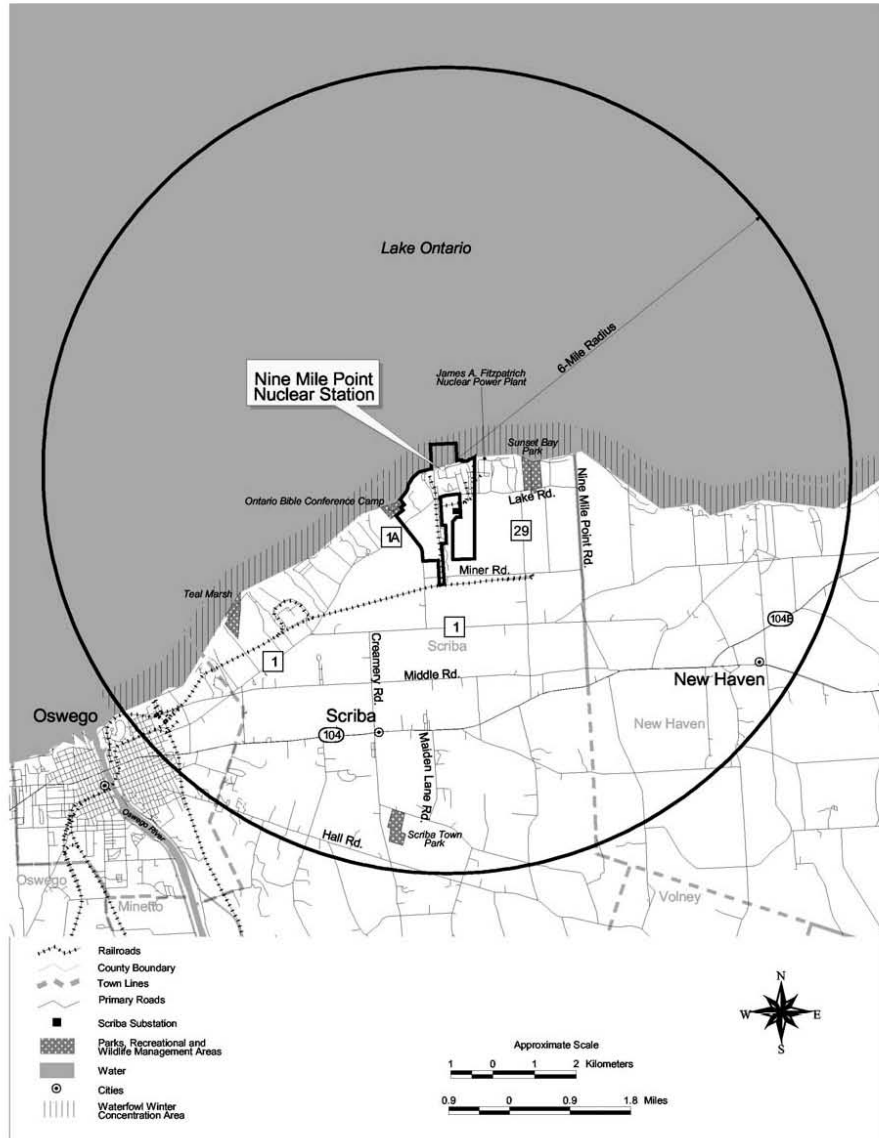 Lake Ontario
6-Mile Radius
Nine Mile Point
Nuclear Station
James A. Fitzpatrich
Nuclear Power Plant
Sunset Bay
Park
Ontario Bible Conference Camp
Lake Rd.
Nine Mile Point Rd.
1A
29
Miner Rd.
Teal Marsh
104B
1
Scriba
1
Creamery Rd.
Middle Rd.
New Haven
Oswego
Scriba
104
New Haven
Maiden Lane Rd.
Oswego River
Hall Rd.
Scriba Town
Park
Oswego
Minetto
Volney
Railroads
County Boundary
Town Lines
Primary Roads
Scriba Substation
Parks, Recreational and
Wildlife Management Areas
Water
Cities
Waterfowl Winter
Concentration Area
N
W E
S
Approximate Scale
1 0 1 2 Kilometers
0.9 0 0.9 1.8 Miles